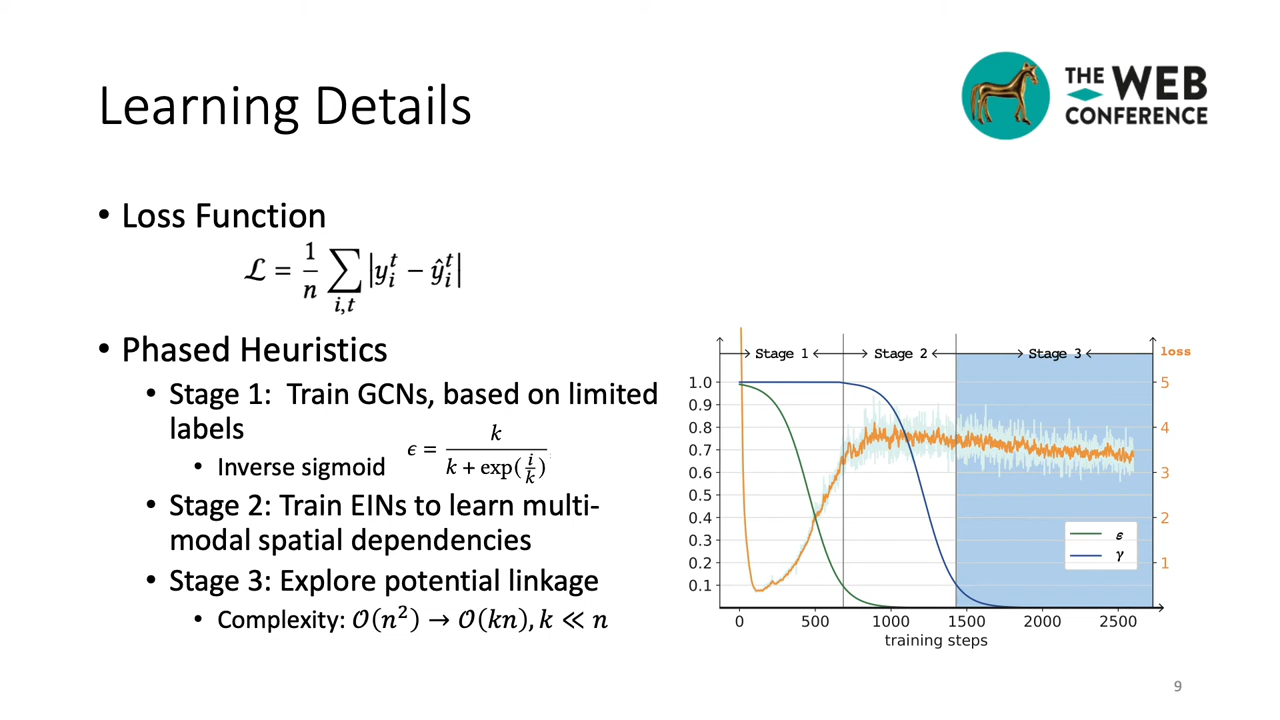 Learning Details
THE WEB
CONFERENCE
• Loss Function
ℒ = 1/n ∑_{i,t} |y_i^t − ŷ_i^t|
• Phased Heuristics
• Stage 1: Train GCNs, based on limited
labels
• Inverse sigmoid ϵ = k / (k + exp(i/k))
• Stage 2: Train EINs to learn multi-
modal spatial dependencies
• Stage 3: Explore potential linkage
• Complexity: 𝒪(n²) → 𝒪(kn), k ≪ n
Stage 1 Stage 2 Stage 3 loss
1.0 5
0.9
0.8 4
0.7
0.6 3
0.5
0.4 2
0.3
0.2 1
0.1
ε
γ
0 500 1000 1500 2000 2500
training steps
9